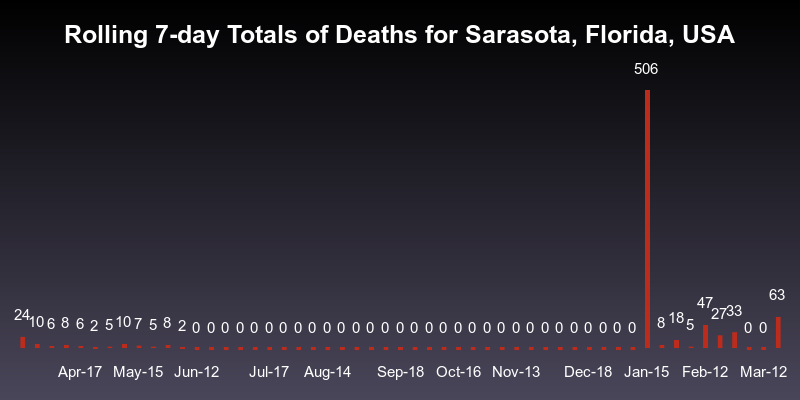 Rolling 7-day Totals of Deaths for Sarasota, Florida, USA
506
24 10 6 8 6 2 5 10 7 5 8 2 0 0 0 0 0 0 0 0 0 0 0 0 0 0 0 0 0 0 0 0 0 0 0 0 0 0 0 0 0 0 0 8 18 5 47 27 33 0 0 63
Apr-17 May-15 Jun-12 Jul-17 Aug-14 Sep-18 Oct-16 Nov-13 Dec-18 Jan-15 Feb-12 Mar-12